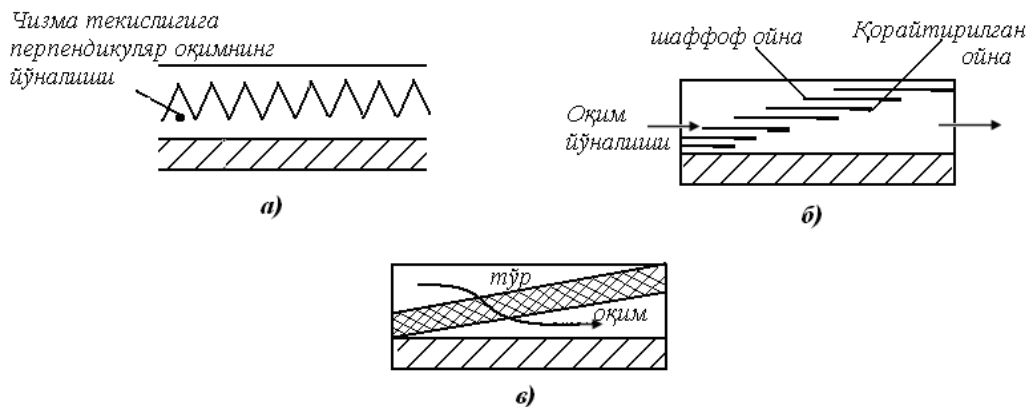 Чизма текислигига
перпендикуляр оқимнинг
йўналиши
а)
шаффоф ойна
Қорайтирилган
ойна
Оқим
йўналиши
б)
тўр
оқим
в)